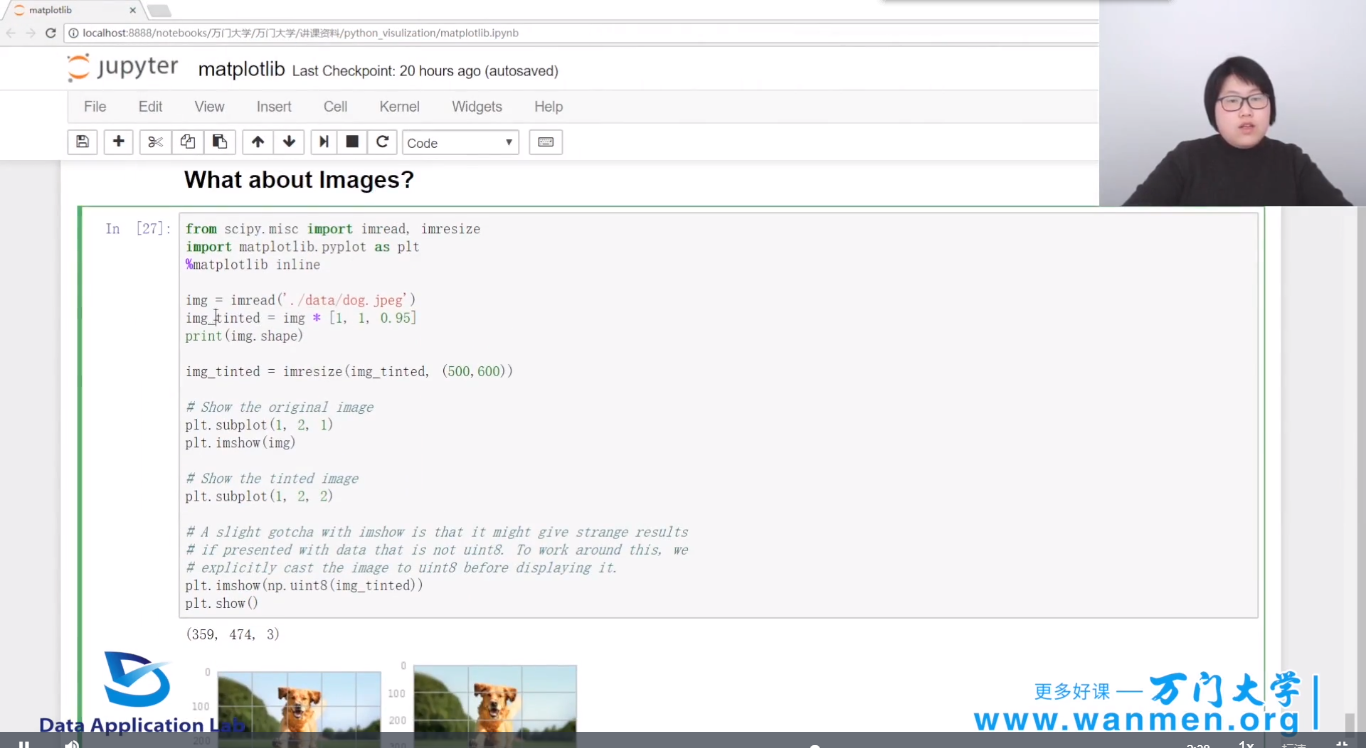 matplotlib
localhost:8888/notebooks/万门大学/万门大学/讲课资料/python_visulization/matplotlib.ipynb
jupyter matplotlib Last Checkpoint: 20 hours ago (autosaved)
File Edit View Insert Cell Kernel Widgets Help
Code
What about Images?
In [27]:
from scipy.misc import imread, imresize
import matplotlib.pyplot as plt
%matplotlib inline
img = imread('./data/dog.jpeg')
img_tinted = img * [1, 1, 0.95]
print(img.shape)
img_tinted = imresize(img_tinted, (500,600))
# Show the original image
plt.subplot(1, 2, 1)
plt.imshow(img)
# Show the tinted image
plt.subplot(1, 2, 2)
# A slight gotcha with imshow is that it might give strange results
# if presented with data that is not uint8. To work around this, we
# explicitly cast the image to uint8 before displaying it.
plt.imshow(np.uint8(img_tinted))
plt.show()
(359, 474, 3)
0
100
200
0
100
200
Data Application Lab
更多好课 — 万门大学
www.wanmen.org